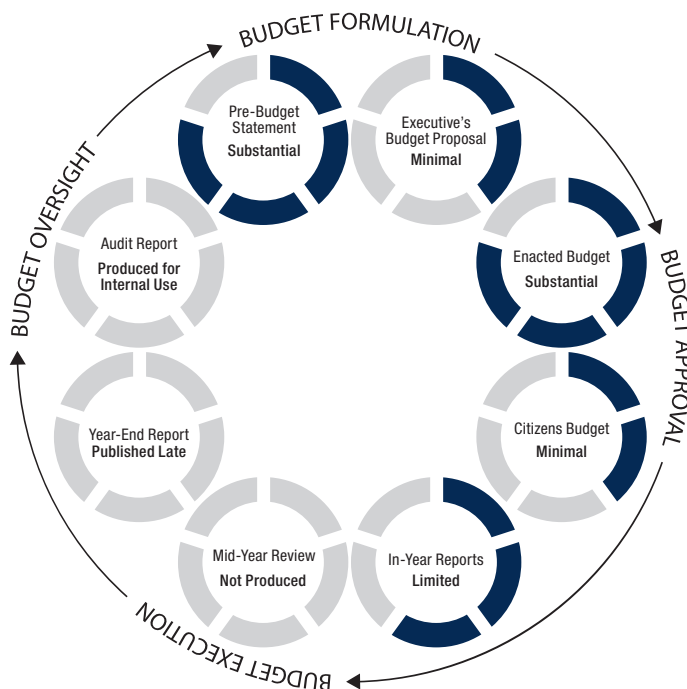 BUDGET FORMULATION
Pre-Budget
Statement
Substantial
Executive's
Budget Proposal
Minimal
BUDGET APPROVAL
Enacted Budget
Substantial
Citizens Budget
Minimal
BUDGET EXECUTION
In-Year Reports
Limited
Mid-Year Review
Not Produced
BUDGET OVERSIGHT
Year-End Report
Published Late
Audit Report
Produced for
Internal Use